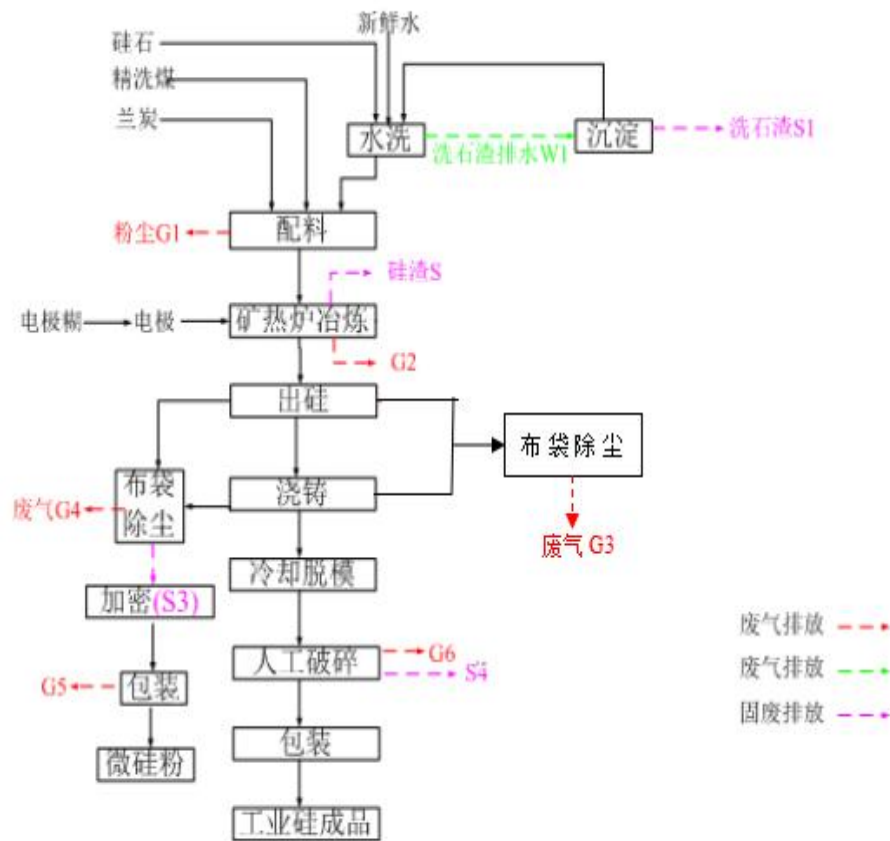 新鲜水
硅石
精洗煤
兰炭
水洗
沉淀
洗石渣S1
洗石渣排水W1
粉尘G1
配料
硅渣S
电极糊
电极
矿热炉冶炼
G2
出硅
布袋除尘
布袋
除尘
废气G4
浇铸
废气G3
冷却脱模
加密(S3)
人工破碎
G6
S4
G5
包装
包装
微硅粉
工业硅成品
废气排放
废气排放
固废排放